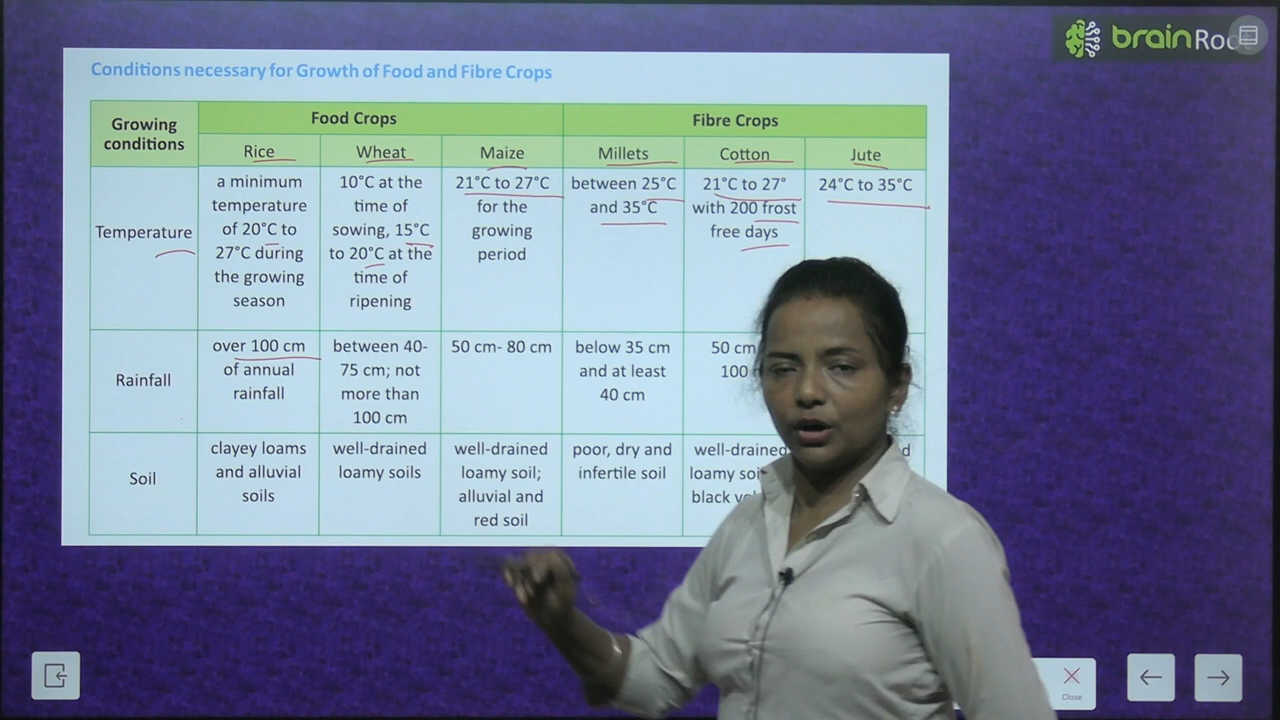 brainRo
Conditions necessary for Growth of Food and Fibre Crops
Growing
conditions
Food Crops
Fibre Crops
Rice
Wheat
Maize
Millets
Cotton
Jute
Temperature
a minimum
temperature
of 20°C to
27°C during
the growing
season
10°C at the
time of
sowing, 15°C
to 20°C at the
time of
ripening
21°C to 27°C
for the
growing
period
between 25°C
and 35°C
21°C to 27°
with 200 frost
free days
24°C to 35°C
Rainfall
over 100 cm
of annual
rainfall
between 40-
75 cm; not
more than
100 cm
50 cm- 80 cm
below 35 cm
and at least
40 cm
50 cm
100
Soil
clayey loams
and alluvial
soils
well-drained
loamy soils
well-drained
loamy soil;
alluvial and
red soil
poor, dry and
infertile soil
well-drained
loamy
black
Close